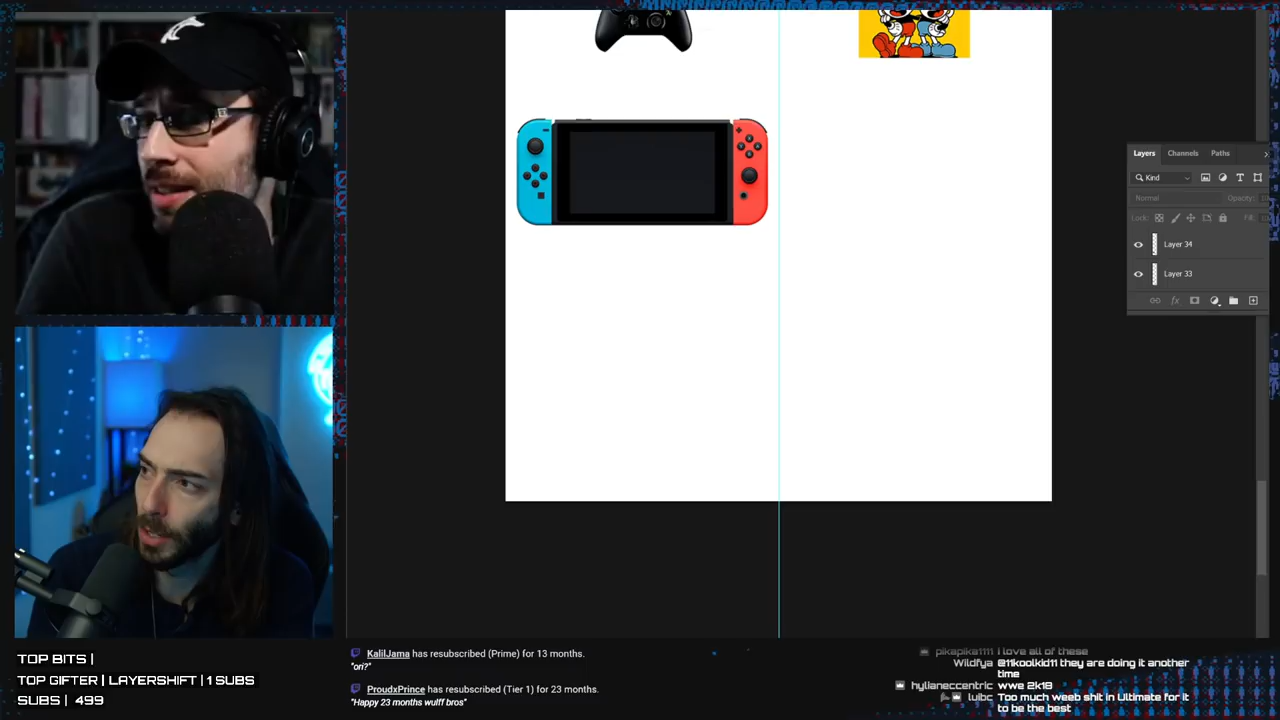 Layers Channels Paths
Kind
Normal Opacity:
Lock: Fill:
Layer 34
Layer 33
KalilJama has resubscribed (Prime) for 13 months.
"ori?"
ProudxPrince has resubscribed (Tier 1) for 23 months.
"Happy 23 months wulff bros"
TOP BITS |
TOP GIFTER | LAYERSHIFT | 1 SUBS
SUBS | 499
pikapika1111 i love all of these
Wildfya @11koolkid11 they are doing it another
time
hylianeccentric wwe 2k18
luibc Too much weeb shit in Ultimate for it
to be the best